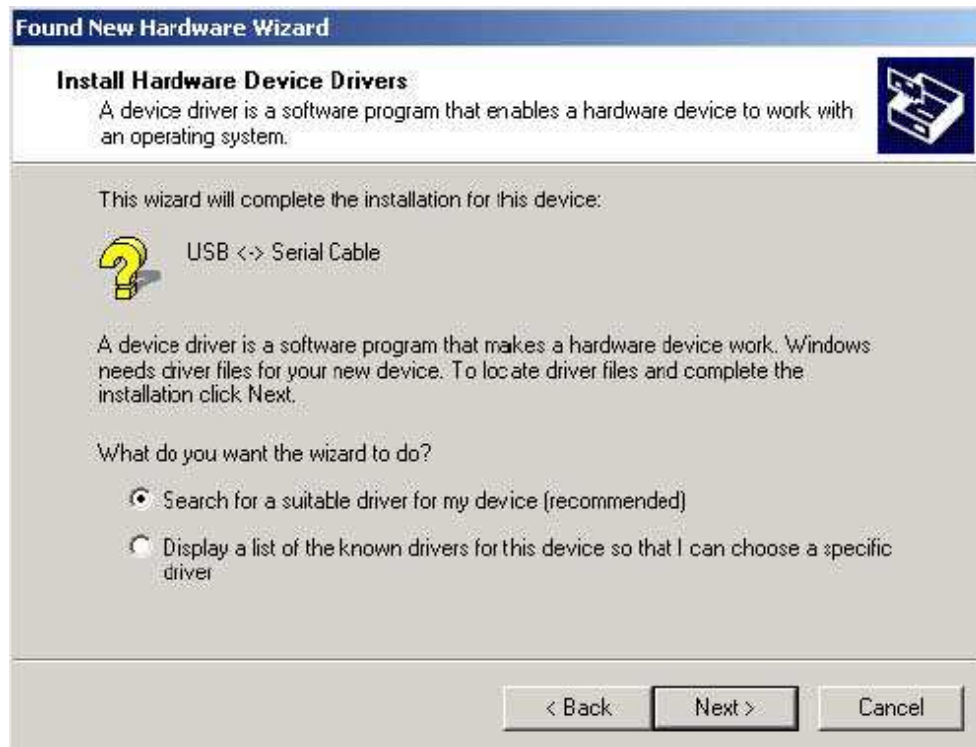 Found New Hardware Wizard
Install Hardware Device Drivers
A device driver is a software program that enables a hardware device to work with
an operating system.
This wizard will complete the installation for this device:
USB <-> Serial Cable
A device driver is a software program that makes a hardware device work. Windows
needs driver files for your new device. To locate driver files and complete the
installation click Next.
What do you want the wizard to do?
Search for a suitable driver for my device (recommended)
Display a list of the known drivers for this device so that I can choose a specific
driver
< Back
Next >
Cancel